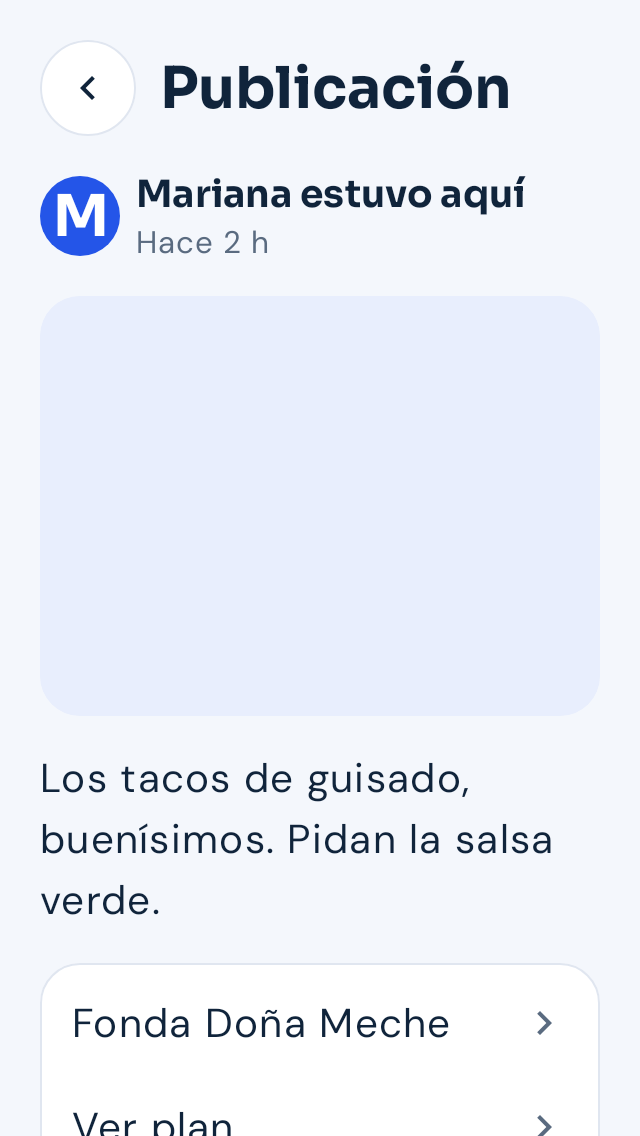 Publicación
M
Mariana estuvo aquí
Hace 2 h
Los tacos de guisado,
buenísimos. Pidan la salsa
verde.
Fonda Doña Meche
Ver plan